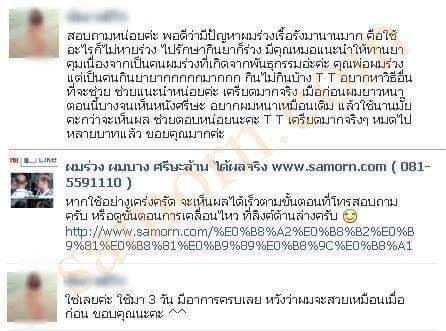 สอบถามหน่อยค่ะ พอดีว่ามีปัญหาผมร่วงเรื้อรังมานานมาก คือใช้
อะไรก็ไม่หายร่วง ไปรักษากินยาก็ร่วง มีคุณหมอแนะนำให้ทานยา
คุมเนื่องจากเป็นคนผมร่วงที่เกิดจากพันธุกรรมอ่ะค่ะ คุณพ่อผมร่วง
แต่เป็นคนกินยายากกกกกมากกก กินไม่กินบ้าง T T อยากหาวิธีอื่น
ที่จะช่วย ช่วยแนะนำหน่อยค่ะ เครียดมากจริง เมื่อก่อนผมยาวหนา
ตอนนี้บางจนเห็นหนังศรีษะ อยากผมหนาเหมือนเดิม แล้วใช้นานมั้ย
คะกว่าจะเห็นผล ช่วยตอบหน่อยนะคะ T T เครียดมากจริงๆ หมดไป
หลายบาทแล้ว ขอบคุณมากค่ะ
Like
ผมร่วง ผมบาง ศรีษะล้าน ได้ผลจริง www.samorn.com ( 081-
5591110 )
หากใช้อย่างเคร่งครัด จะเห็นผลได้เร็วตามขั้นตอนที่โทรสอบถาม
ครับ หรือดูขั้นตอนการเคลื่อนไหว ที่ลิงค์ด้านล่างครับ
http://www.samorn.com/%E0%B8%A2%E0%B8%B2%E0%B
9%81%E0%B8%81%E0%B9%89%E0%B8%9C%E0%B8%A1
ใช่เลยค่ะ ใช้มา 3 วัน มีอาการครบเลย หวังว่าผมจะสวยเหมือนเมื่อ
ก่อน ขอบคุณนะคะ ^^
samorn.com